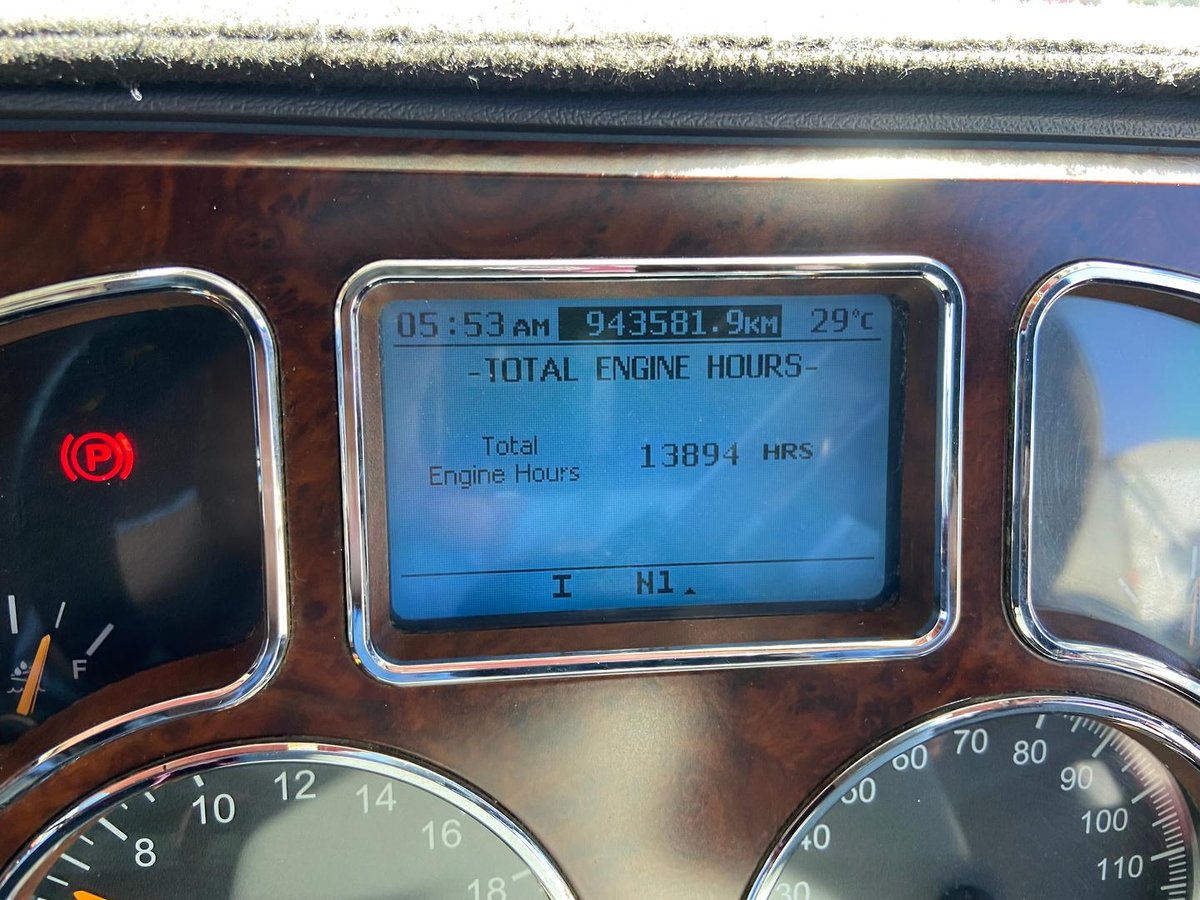 05:53 AM 943581.9KM 29°C
-TOTAL ENGINE HOURS-
Total
Engine Hours
13894 HRS
I N1
P
F
8
10
12
14
16
18
30
40
50
60
70
80
90
100
110